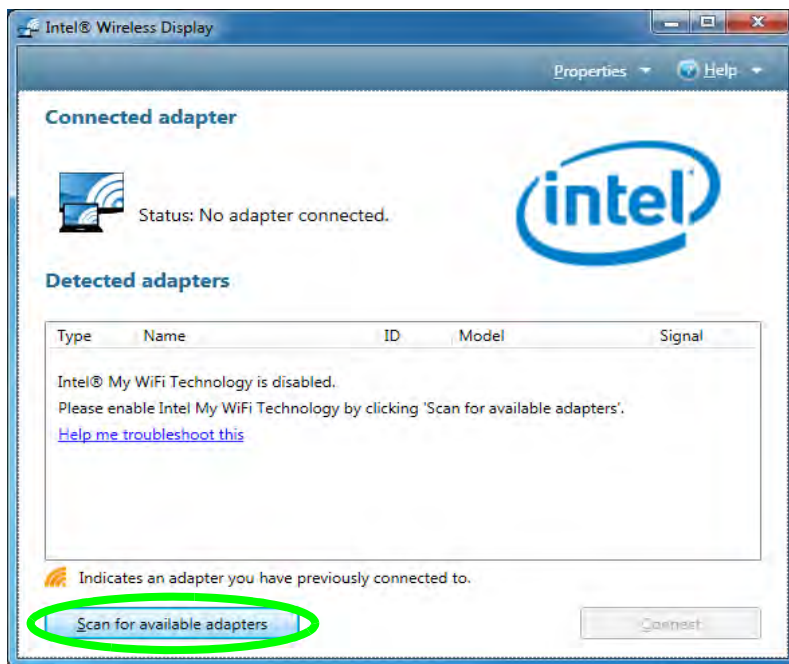 Intel® Wireless Display
Properties Help
Connected adapter
intel
Status: No adapter connected.
Detected adapters
Type Name ID Model Signal
Intel® My WiFi Technology is disabled.
Please enable Intel My WiFi Technology by clicking 'Scan for available adapters'.
Help me troubleshoot this
Indicates an adapter you have previously connected to.
Scan for available adapters Connect